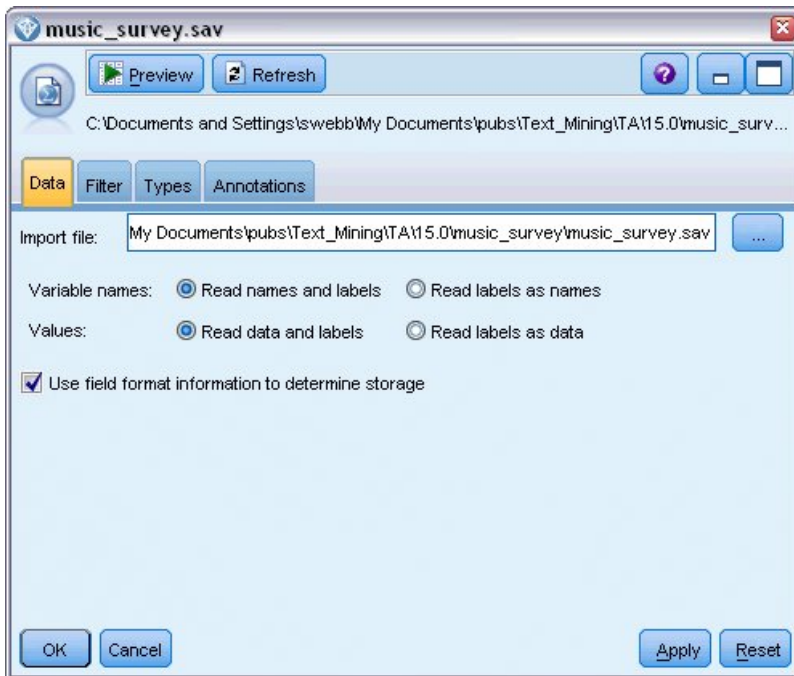 music_survey.sav
Preview Refresh ?
C:\Documents and Settings\swebb\My Documents\pubs\Text_Mining\TA\15.0\music_surv...
Data Filter Types Annotations
Import file: My Documents\pubs\Text_Mining\TA\15.0\music_survey\music_survey.sav ...
Variable names: Read names and labels Read labels as names
Values: Read data and labels Read labels as data
Use field format information to determine storage
OK Cancel Apply Reset